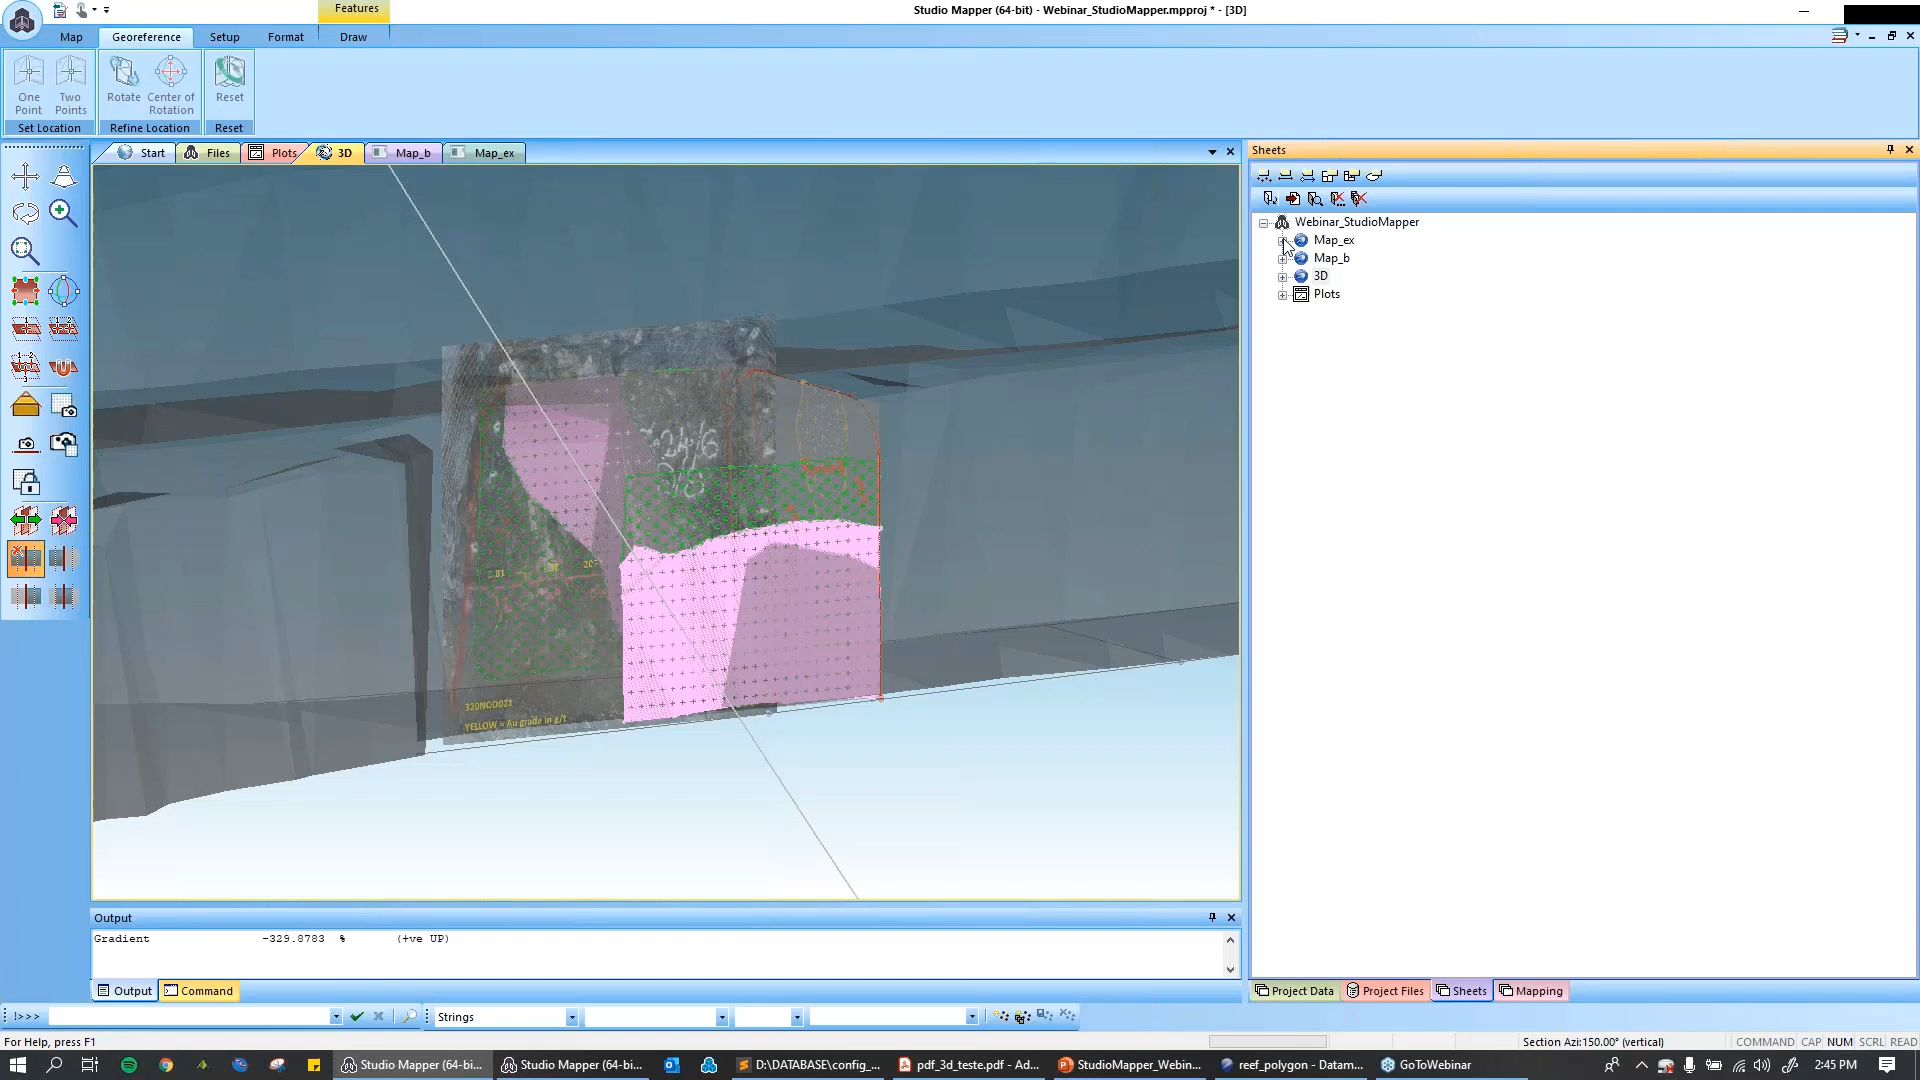 Features
Studio Mapper (64-bit) - Webinar_StudioMapper.mpproj * - [3D]
Map
Georeference
Setup
Format
Draw
One Point
Two Points
Rotate
Center of Rotation
Reset
Set Location
Refine Location
Reset
Start
Files
Plots
3D
Map_b
Map_ex
Sheets
Webinar_StudioMapper
Map_ex
Map_b
3D
Plots
320NOD021
YELLOW = Au grade in g/t
Output
Gradient -329.8783 % (+ve UP)
Output
Command
Project Data
Project Files
Sheets
Mapping
!>>>
Strings
For Help, press F1
Section Azi:150.00° (vertical)
COMMAND CAP NUM SCRL READ
Studio Mapper (64-bi...
Studio Mapper (64-bi...
D:\DATABASE\config_...
pdf_3d_teste.pdf - Ad...
StudioMapper_Webin...
reef_polygon - Datam...
GoToWebinar
2:45 PM